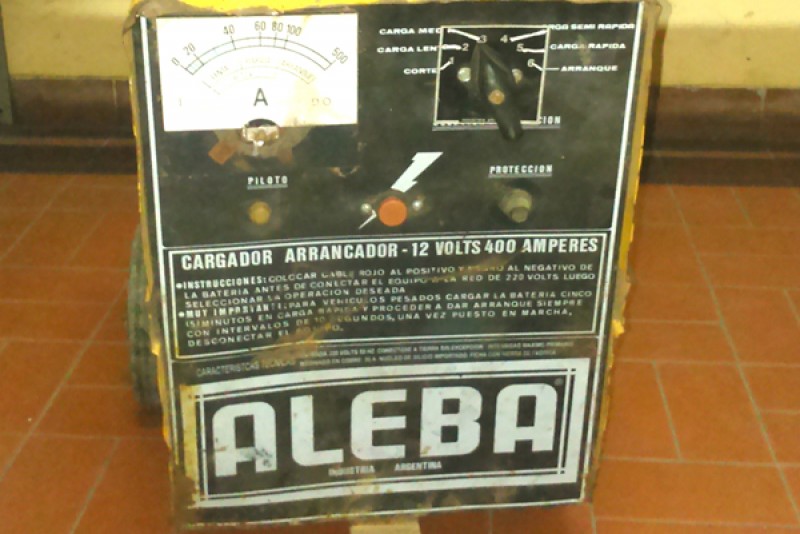 0 20 40 60 80 100 500
A
CARGA
CARGA
CORTE
1 2 3 4 5 6
CARGA SEMI RAPIDA
CARGA RAPIDA
ARRANQUE
PILOTO
PROTECCION
CARGADOR ARRANCADOR - 12 VOLTS 400 AMPERES
•INSTRUCCIONES: COLOCAR CABLE ROJO AL POSITIVO Y NEGRO AL NEGATIVO DE
LA BATERIA ANTES DE CONECTAR EL EQUIPO A LA RED DE 220 VOLTS LUEGO
SELECCIONAR LA OPERACION DESEADA
•MUY IMPORTANTE: PARA VEHICULOS PESADOS CARGAR LA BATERIA CINCO
(5) MINUTOS EN CARGA RAPIDA Y PROCEDER A DAR ARRANQUE SIEMPRE
CON INTERVALOS DE 10 SEGUNDOS, UNA VEZ PUESTO EN MARCHA,
DESCONECTAR EL EQUIPO.
CARACTERISTICAS TECNICAS
ALEBA®
INDUSTRIA ARGENTINA